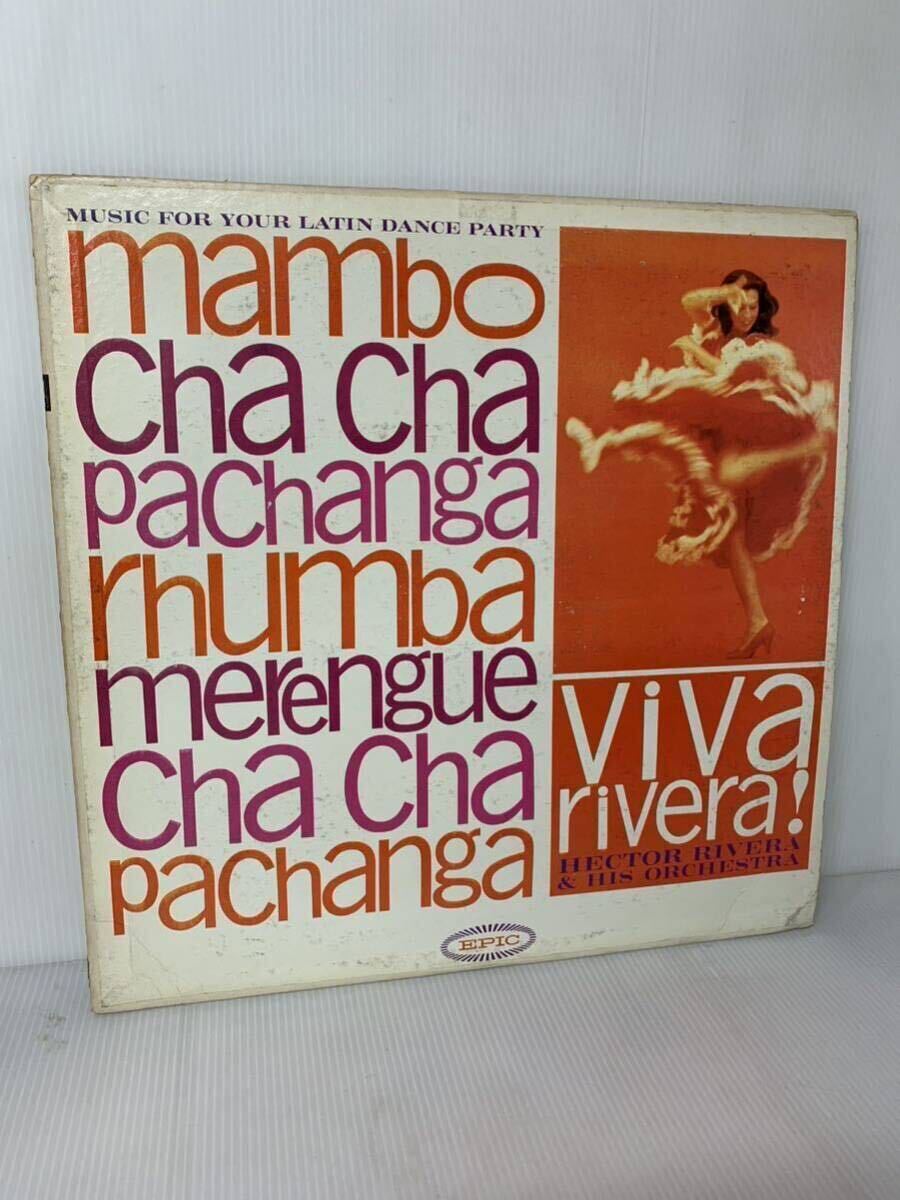 MUSIC FOR YOUR LATIN DANCE PARTY
mambo
cha cha
pachanga
rhumba
merengue
cha cha
pachanga
viva
rivera!
HECTOR RIVERA
& HIS ORCHESTRA
EPIC